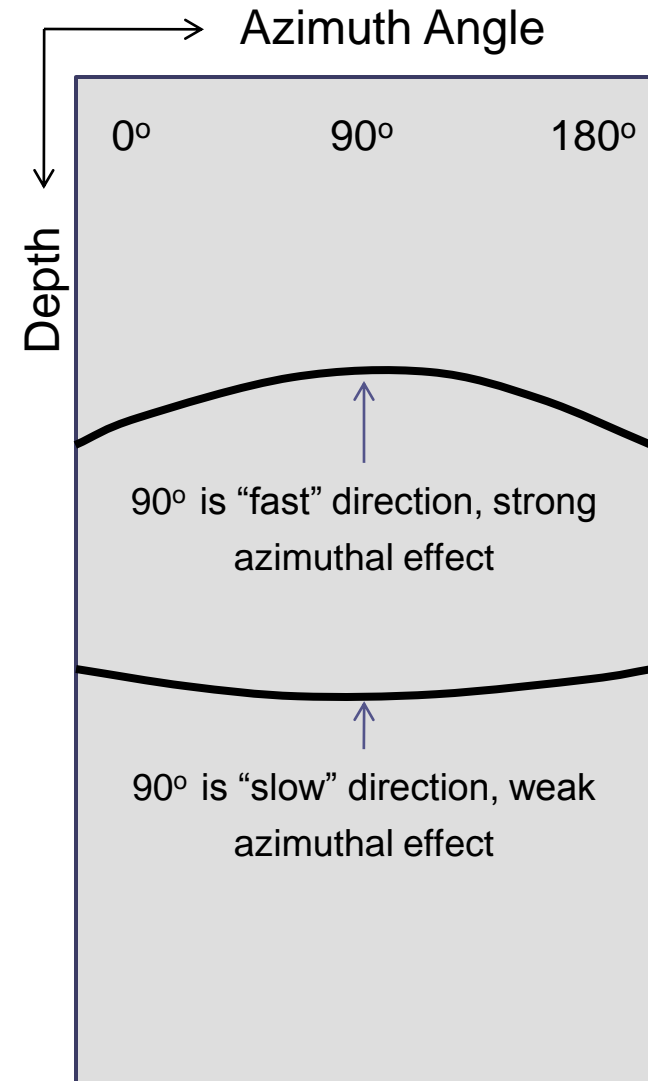 Azimuth Angle
0º 90º 180º
Depth
90º is “fast” direction, strong
azimuthal effect
90º is “slow” direction, weak
azimuthal effect